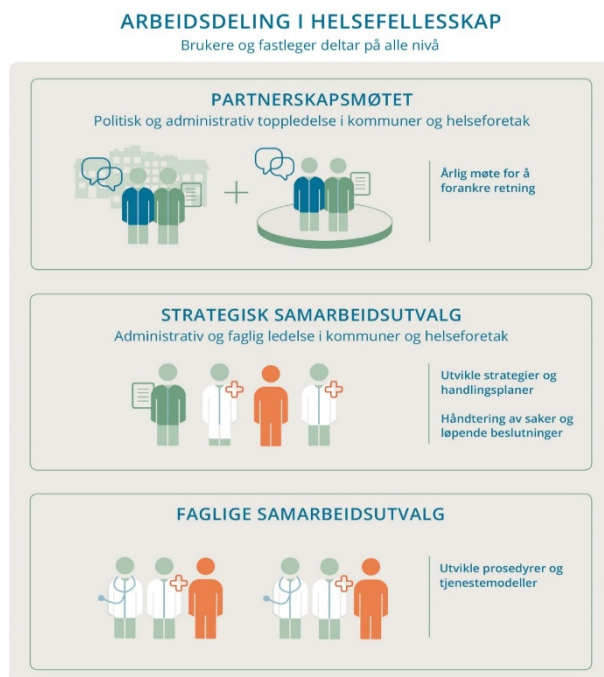 ARBEIDSDELING I HELSEFELLESSKAP
Brukere og fastleger deltar på alle nivå
PARTNERSKAPSMØTET
Politisk og administrativ toppledelse i kommuner og helseforetak
Årlig møte for å
forankre retning
STRATEGISK SAMARBEIDSUTVALG
Administrativ og faglig ledelse i kommuner og helseforetak
Utvikle strategier og
handlingsplaner
Håndtering av saker og
løpende beslutninger
FAGLIGE SAMARBEIDSUTVALG
Utvikle prosedyrer og
tjenestemodeller